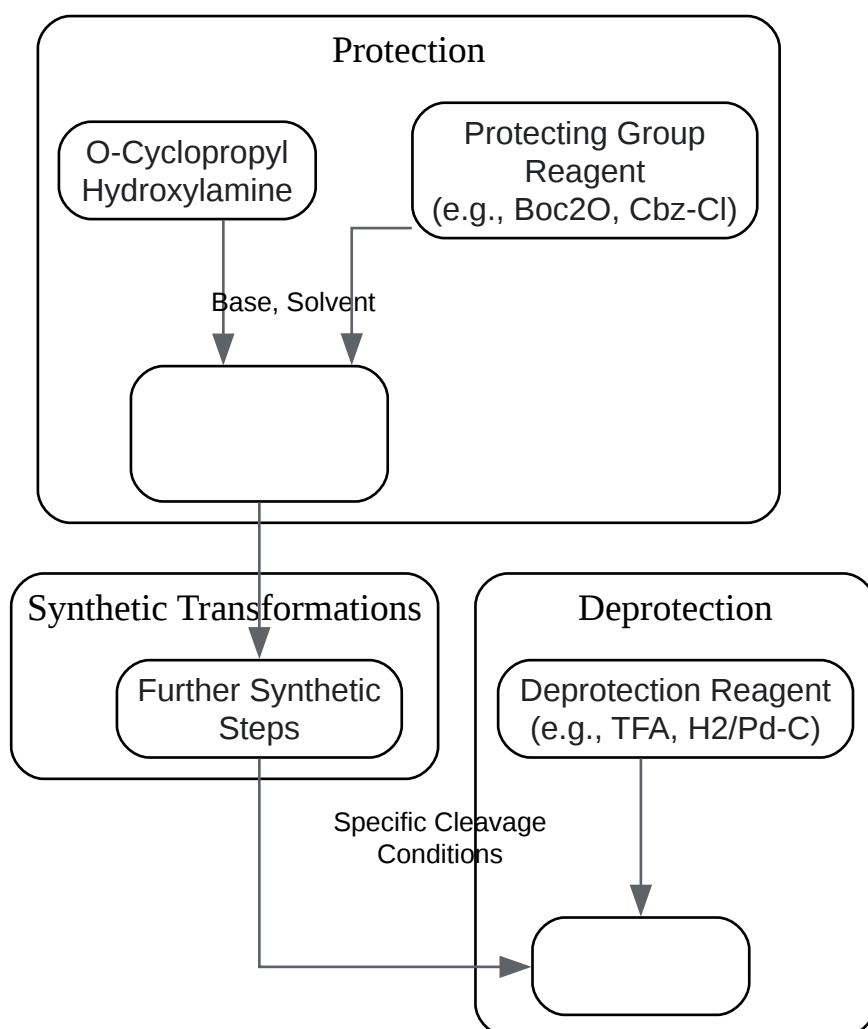 Protection
O-Cyclopropyl
Hydroxylamine
Protecting Group
Reagent
(e.g., Boc2O, Cbz-Cl)
Base, Solvent
Synthetic Transformations
Further Synthetic
Steps
Deprotection
Deprotection Reagent
(e.g., TFA, H2/Pd-C)
Specific Cleavage
Conditions